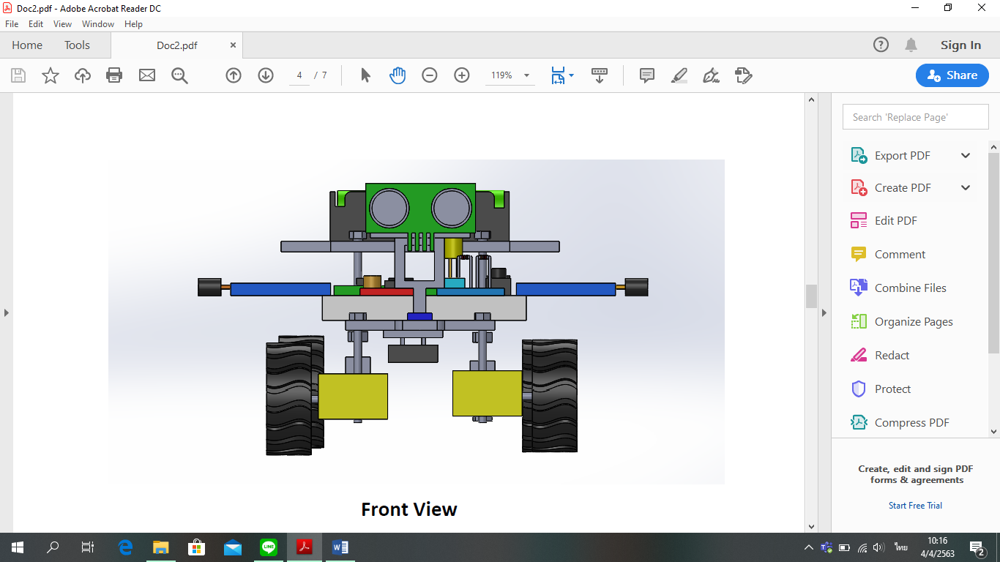 Doc2.pdf - Adobe Acrobat Reader DC
File Edit View Window Help
Home Tools Doc2.pdf × Sign In
4 / 7 119% Share
Search 'Replace Page'
Export PDF
Create PDF
Edit PDF
Comment
Combine Files
Organize Pages
Redact
Protect
Compress PDF
Create, edit and sign PDF
forms & agreements
Start Free Trial
Front View
LINE
ไทย
10:16
4/4/2563
2